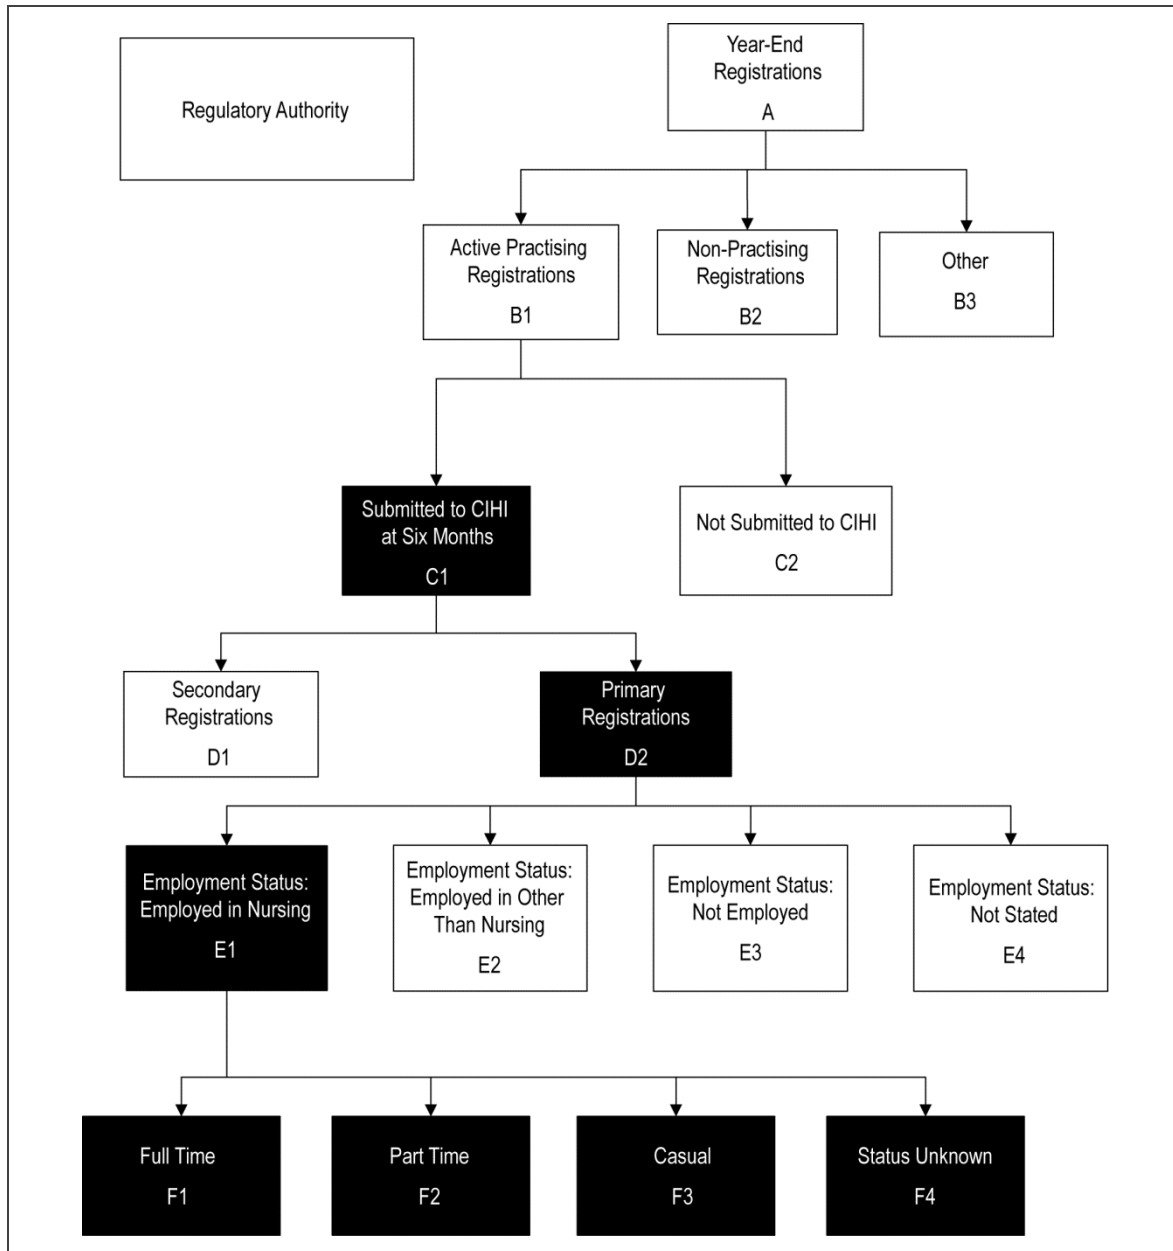 Regulatory Authority
Year-End
Registrations
A
Active Practising
Registrations
B1
Non-Practising
Registrations
B2
Other
B3
Submitted to CIHI
at Six Months
C1
Not Submitted to CIHI
C2
Secondary
Registrations
D1
Primary
Registrations
D2
Employment Status:
Employed in Nursing
E1
Employment Status:
Employed in Other
Than Nursing
E2
Employment Status:
Not Employed
E3
Employment Status:
Not Stated
E4
Full Time
F1
Part Time
F2
Casual
F3
Status Unknown
F4